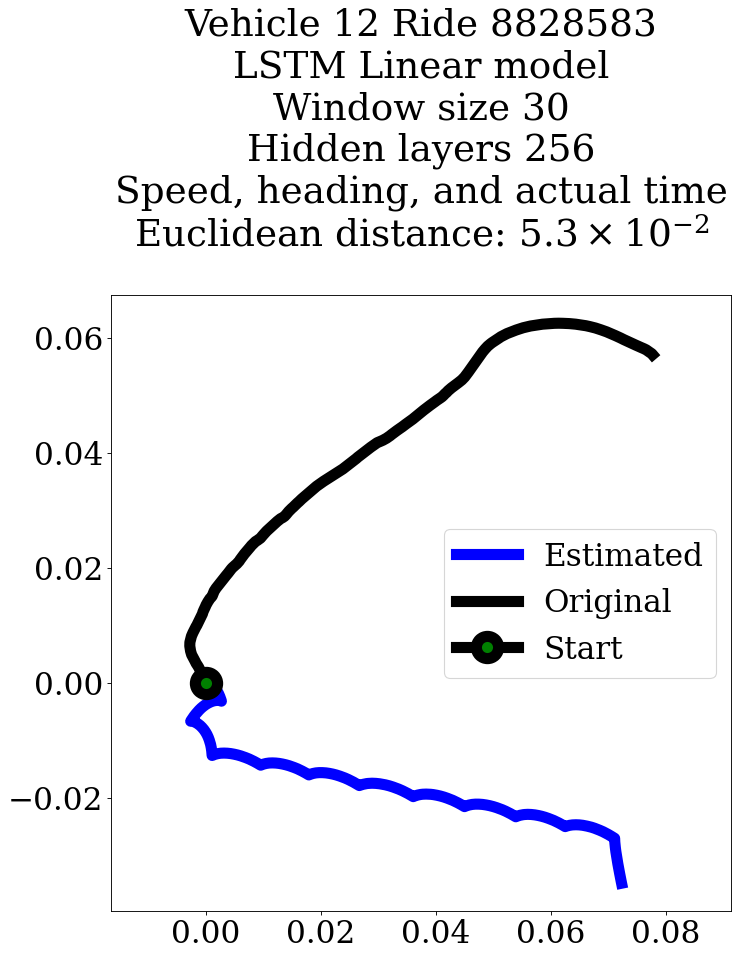 Vehicle 12 Ride 8828583
LSTM Linear model
Window size 30
Hidden layers 256
Speed, heading, and actual time
Euclidean distance: 5.3 × 10⁻²
0.06
0.04
0.02
0.00
−0.02
Estimated
Original
Start
0.00 0.02 0.04 0.06 0.08